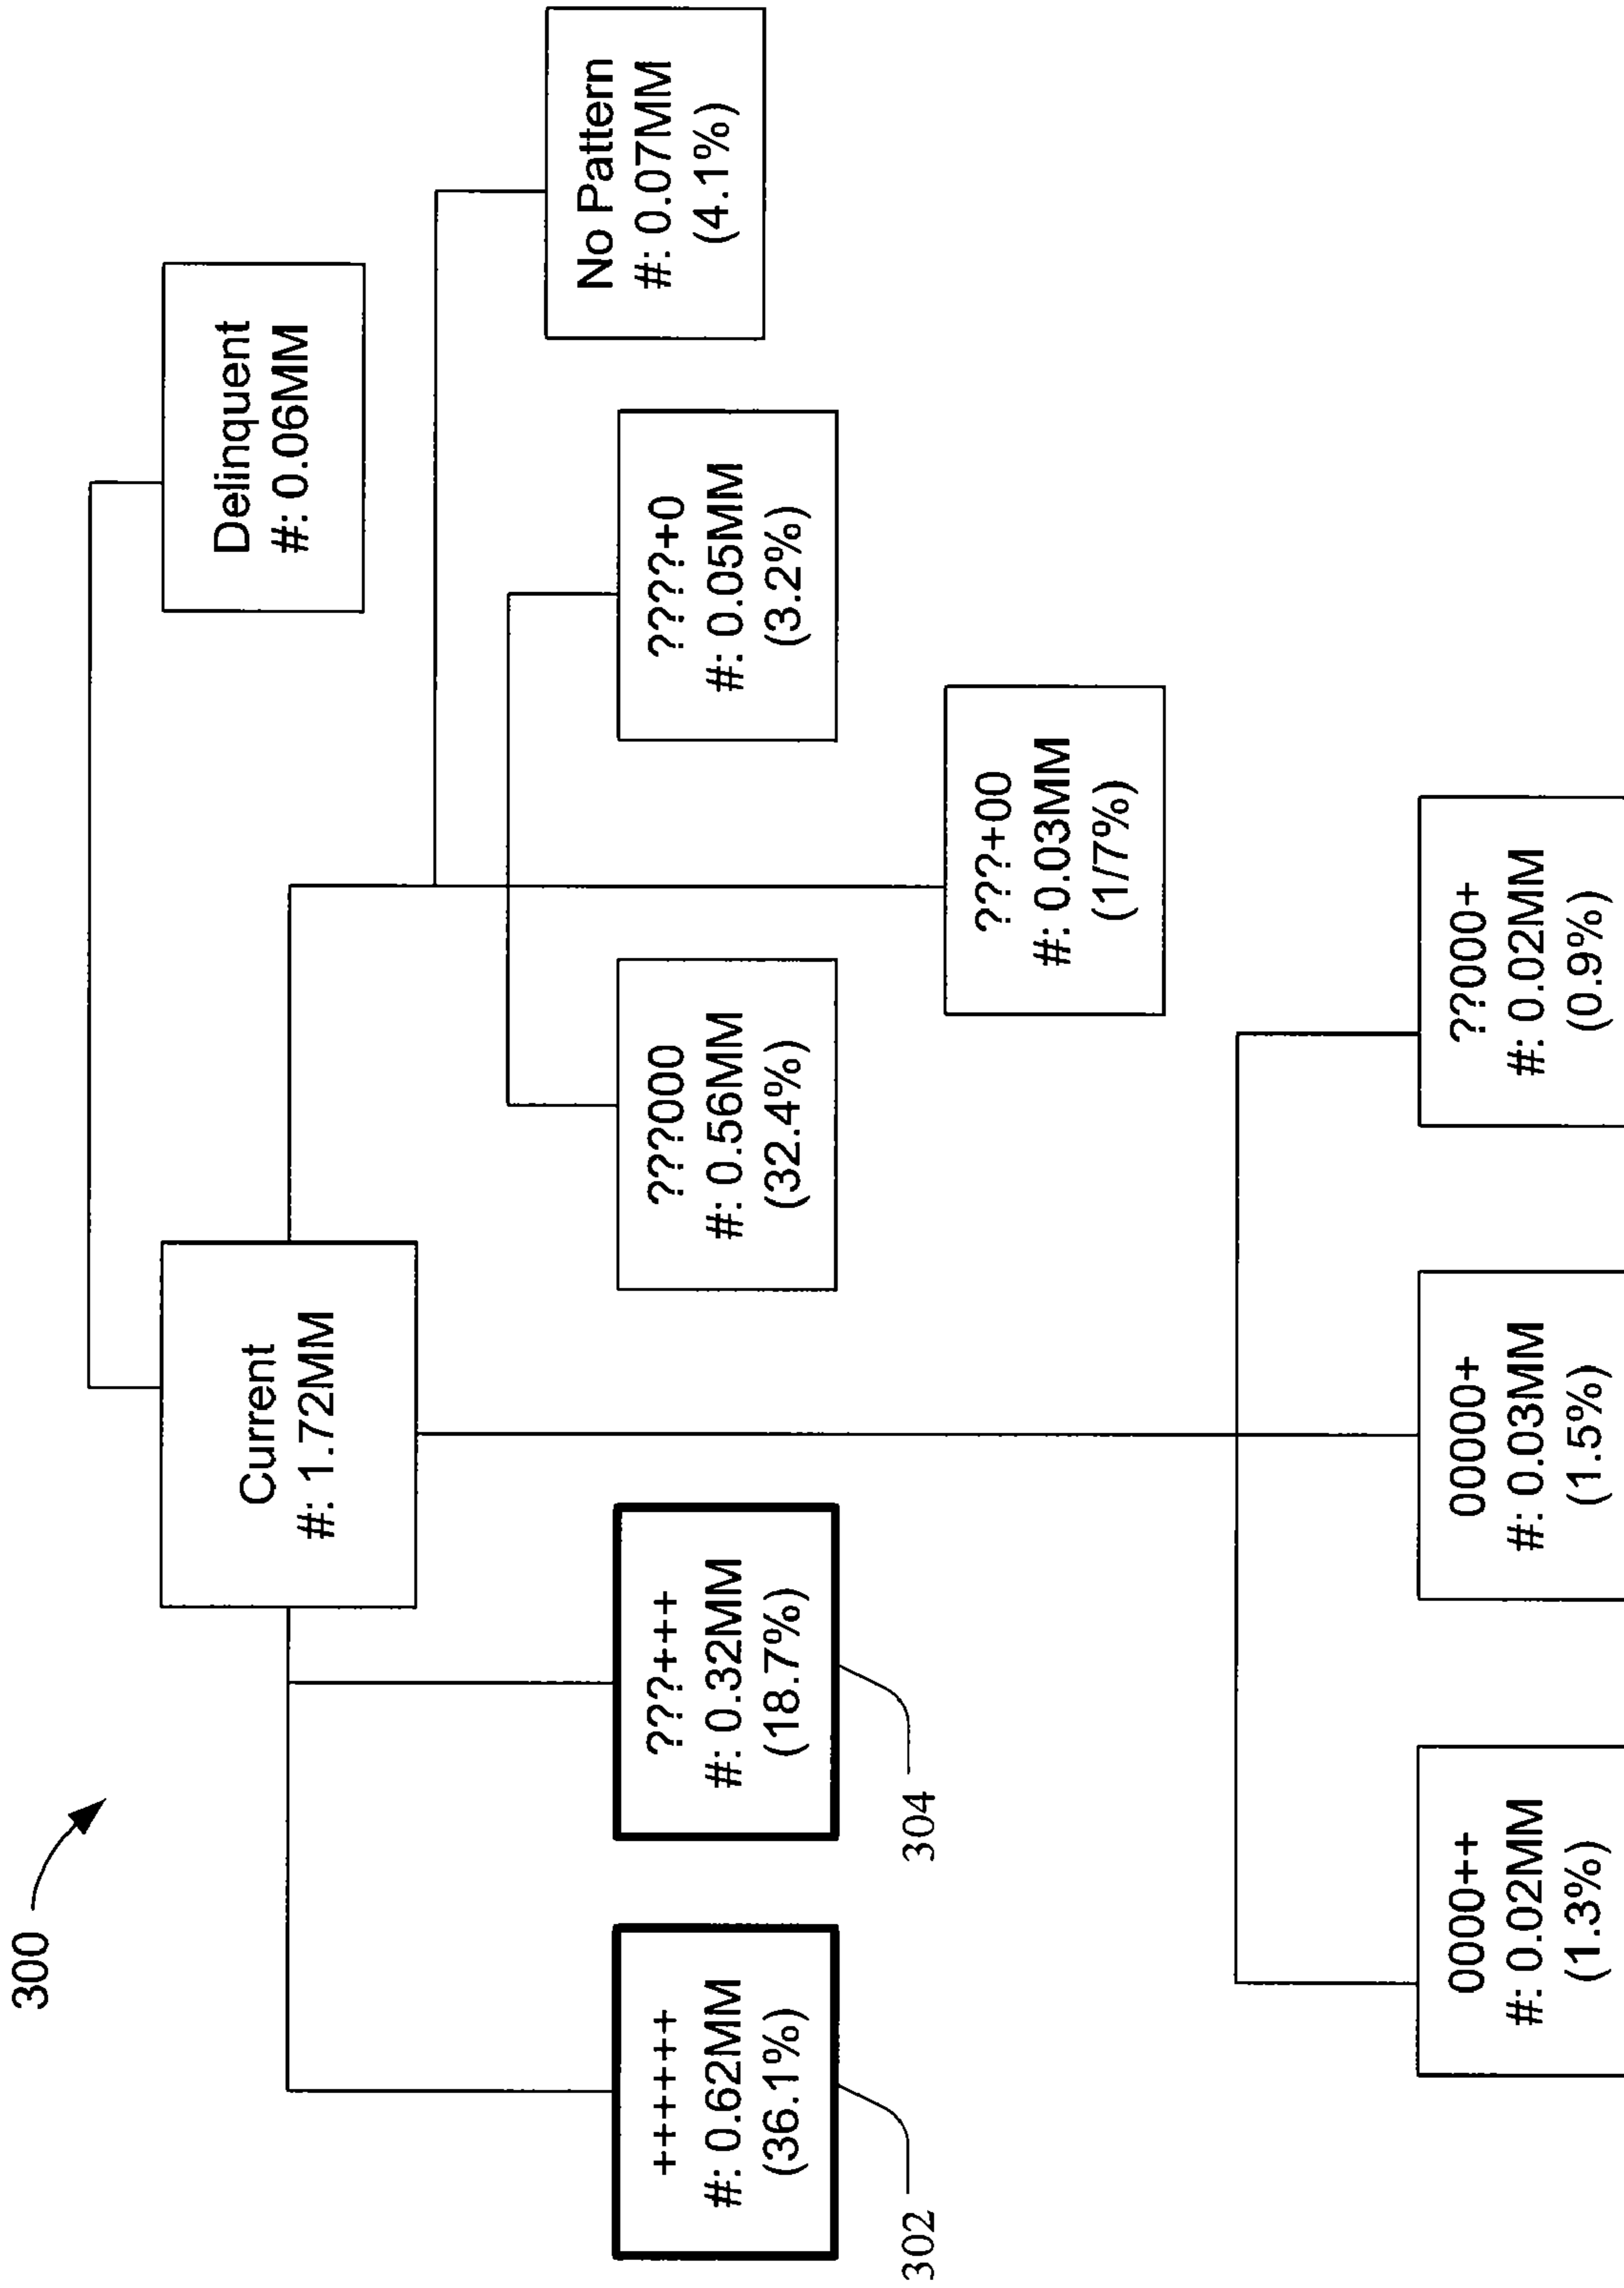 300
Current
#: 1.72MM
Delinquent
#: 0.06MM
++++++
#: 0.62MM
(36.1%)
302
???+++
#: 0.32MM
(18.7%)
304
???000
#: 0.56MM
(32.4%)
????+0
#: 0.05MM
(3.2%)
No Pattern
#: 0.07MM
(4.1%)
???+00
#: 0.03MM
(1/7%)
0000++
#: 0.02MM
(1.3%)
00000+
#: 0.03MM
(1.5%)
??000+
#: 0.02MM
(0.9%)